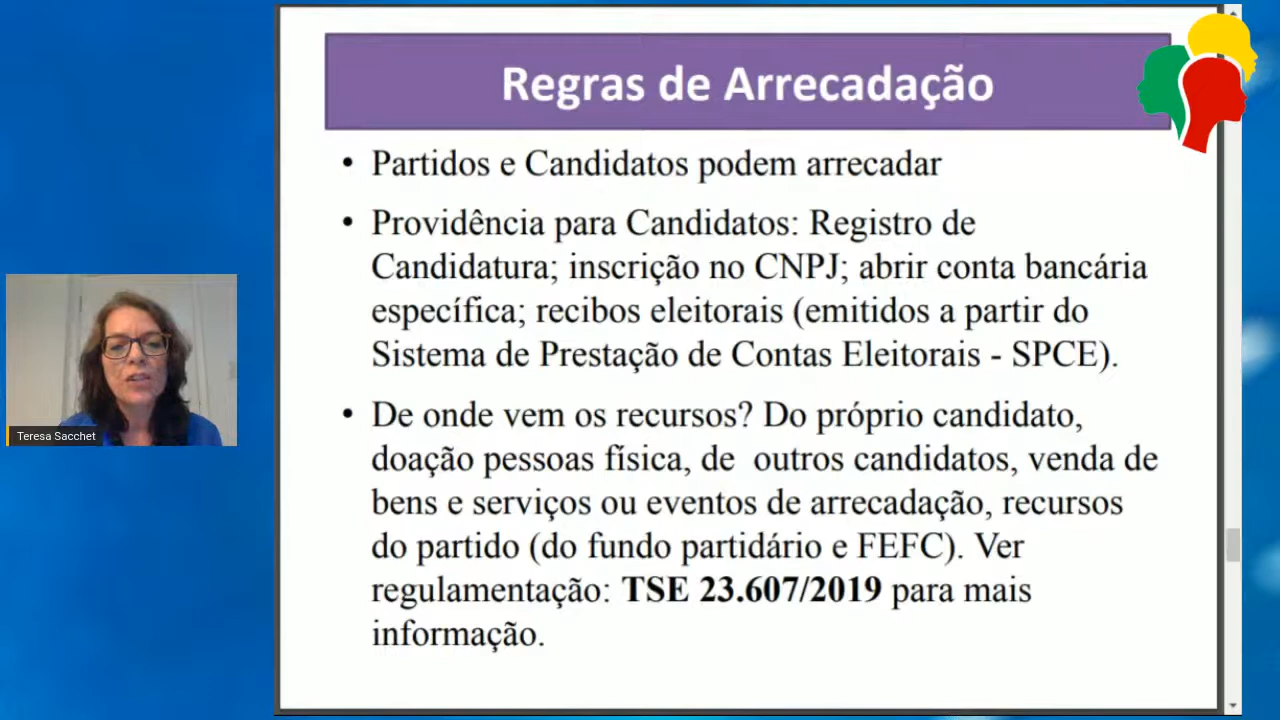 Regras de Arrecadação
• Partidos e Candidatos podem arrecadar
• Providência para Candidatos: Registro de
Candidatura; inscrição no CNPJ; abrir conta bancária
específica; recibos eleitorais (emitidos a partir do
Sistema de Prestação de Contas Eleitorais - SPCE).
• De onde vem os recursos? Do próprio candidato,
doação pessoas física, de outros candidatos, venda de
bens e serviços ou eventos de arrecadação, recursos
do partido (do fundo partidário e FEFC). Ver
regulamentação: TSE 23.607/2019 para mais
informação.
Teresa Sacchet